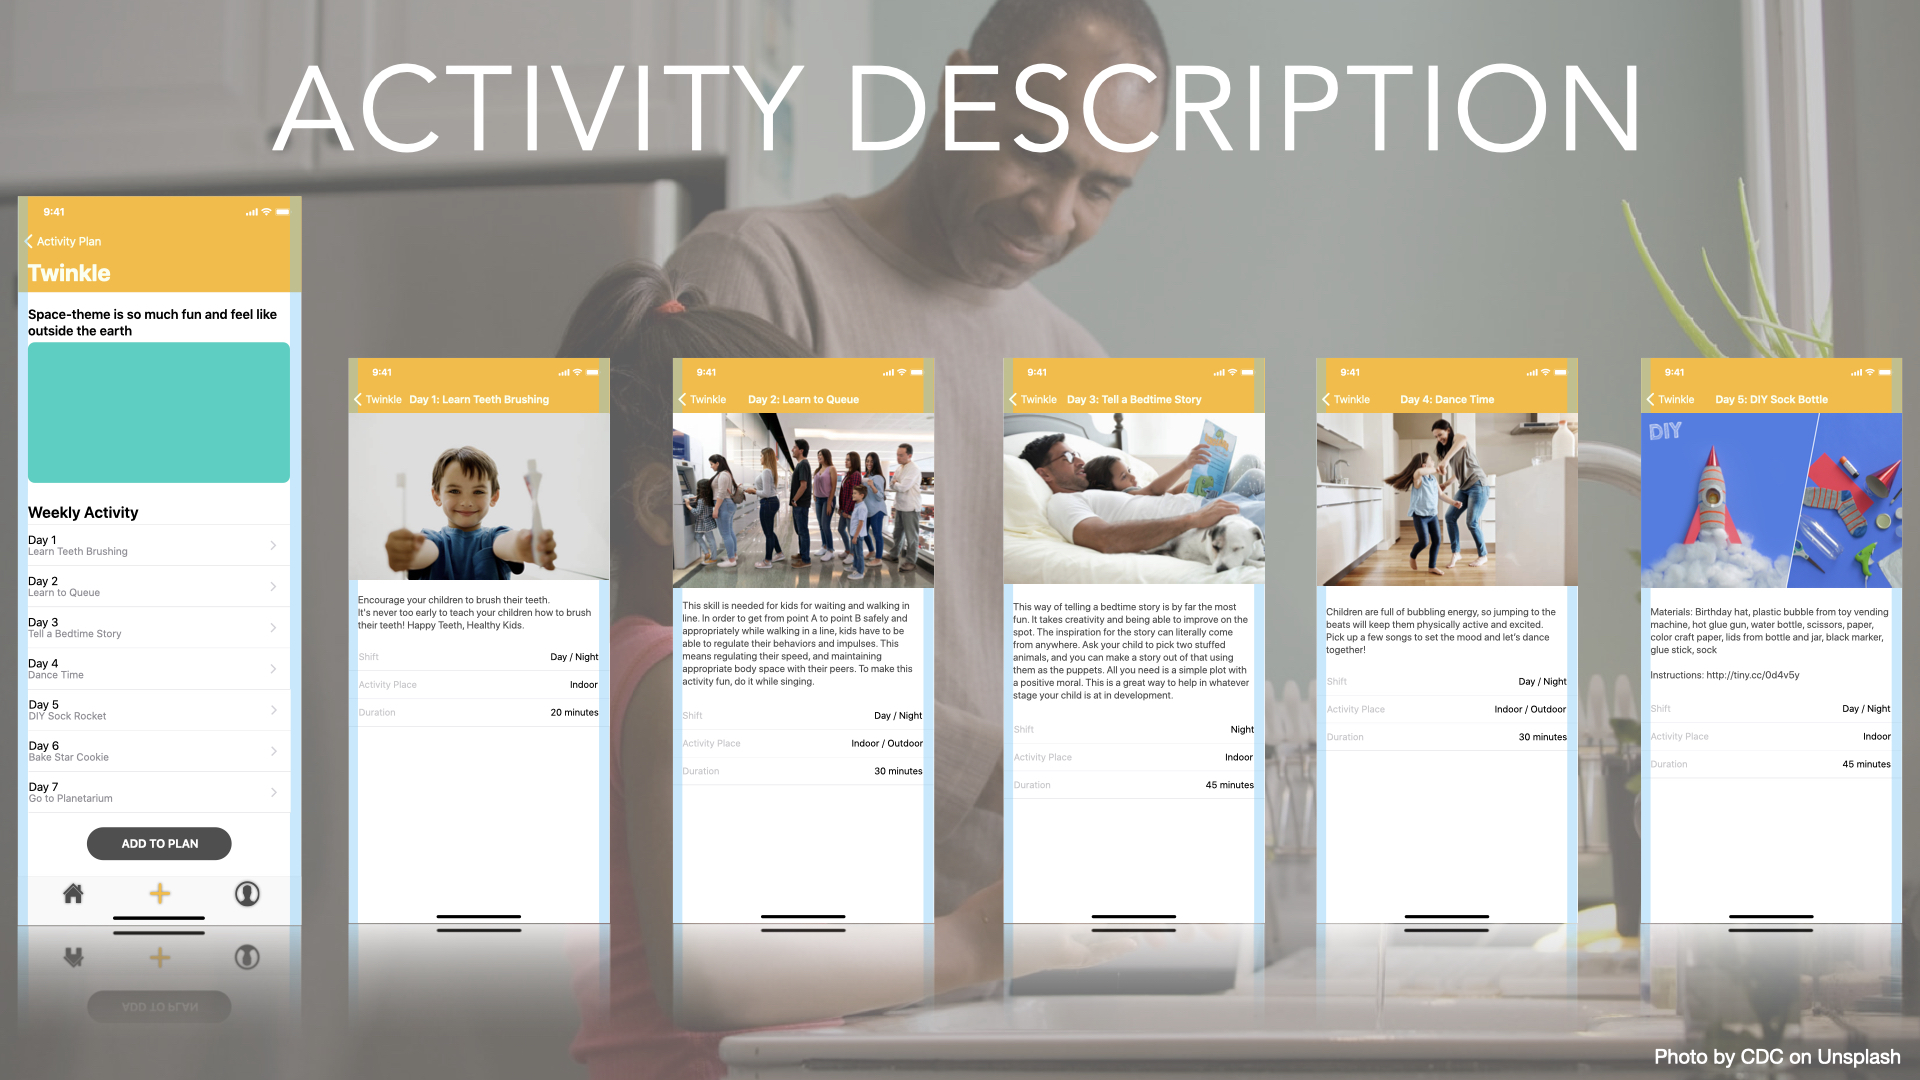 ACTIVITY DESCRIPTION
9:41
Activity Plan
Twinkle
Space-theme is so much fun and feel like
outside the earth
Weekly Activity
Day 1
Learn Teeth Brushing
Day 2
Learn to Queue
Day 3
Tell a Bedtime Story
Day 4
Dance Time
Day 5
DIY Sock Rocket
Day 6
Bake Star Cookie
Day 7
Go to Planetarium
ADD TO PLAN
9:41
Twinkle Day 1: Learn Teeth Brushing
Encourage your children to brush their teeth.
It's never too early to teach your children how to brush
their teeth! Happy Teeth, Healthy Kids.
Shift Day / Night
Activity Place Indoor
Duration 20 minutes
9:41
Twinkle Day 2: Learn to Queue
This skill is needed for kids for waiting and walking in
line. In order to get from point A to point B safely and
appropriately while walking in a line, kids have to be
able to regulate their behaviors and impulses. This
means regulating their speed, and maintaining
appropriate body space with their peers. To make this
activity fun, do it while singing.
Shift Day / Night
Activity Place Indoor / Outdoor
Duration 30 minutes
9:41
Twinkle Day 3: Tell a Bedtime Story
This way of telling a bedtime story is by far the most
fun. It takes creativity and being able to improve on the
spot. The inspiration for the story can literally come
from anywhere. Ask your child to pick two stuffed
animals, and you can make a story out of that using
them as the puppets. All you need is a simple plot with
a positive moral. This is a great way to help in whatever
stage your child is at in development.
Shift Night
Activity Place Indoor
Duration 45 minutes
9:41
Twinkle Day 4: Dance Time
Children are full of bubbling energy, so jumping to the
beats will keep them physically active and excited.
Pick up a few songs to set the mood and let's dance
together!
Shift Day / Night
Activity Place Indoor / Outdoor
Duration 30 minutes
9:41
Twinkle Day 5: DIY Sock Bottle
DIY
Materials: Birthday hat, plastic bubble from toy vending
machine, hot glue gun, water bottle, scissors, paper,
color craft paper, lids from bottle and jar, black marker,
glue stick, sock
Instructions: http://tiny.cc/0d4v5y
Shift Day / Night
Activity Place Indoor
Duration 45 minutes
Photo by CDC on Unsplash